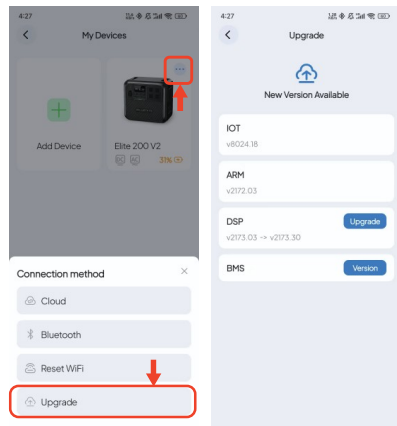 4:27
My Devices
Add Device
Elite 200 V2
31%
Connection method
Cloud
Bluetooth
Reset WiFi
Upgrade
4:27
Upgrade
New Version Available
IOT
v8024.18
ARM
v2172.03
DSP
Upgrade
v2173.03 -> v2173.30
BMS
Version